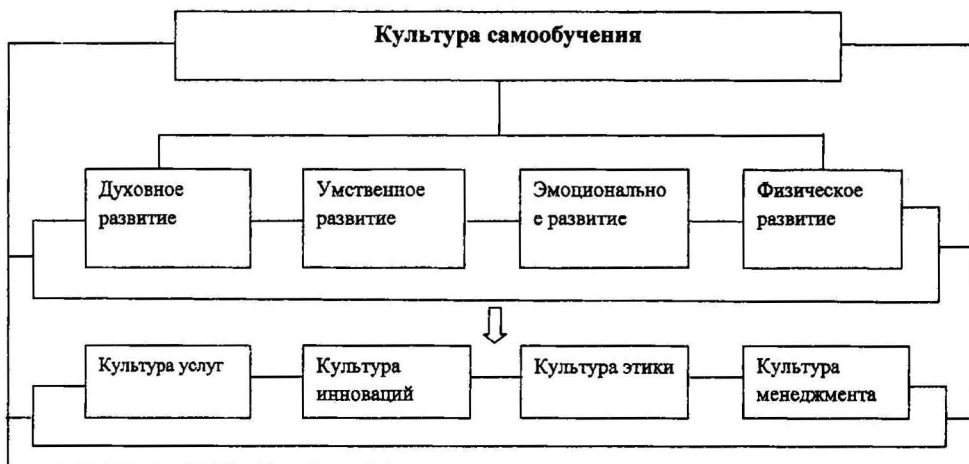 Культура самообучения
Духовное
развитие
Умственное
развитие
Эмоционально
е развитие
Физическое
развитие
Культура услуг
Культура
инноваций
Культура этики
Культура
менеджмента